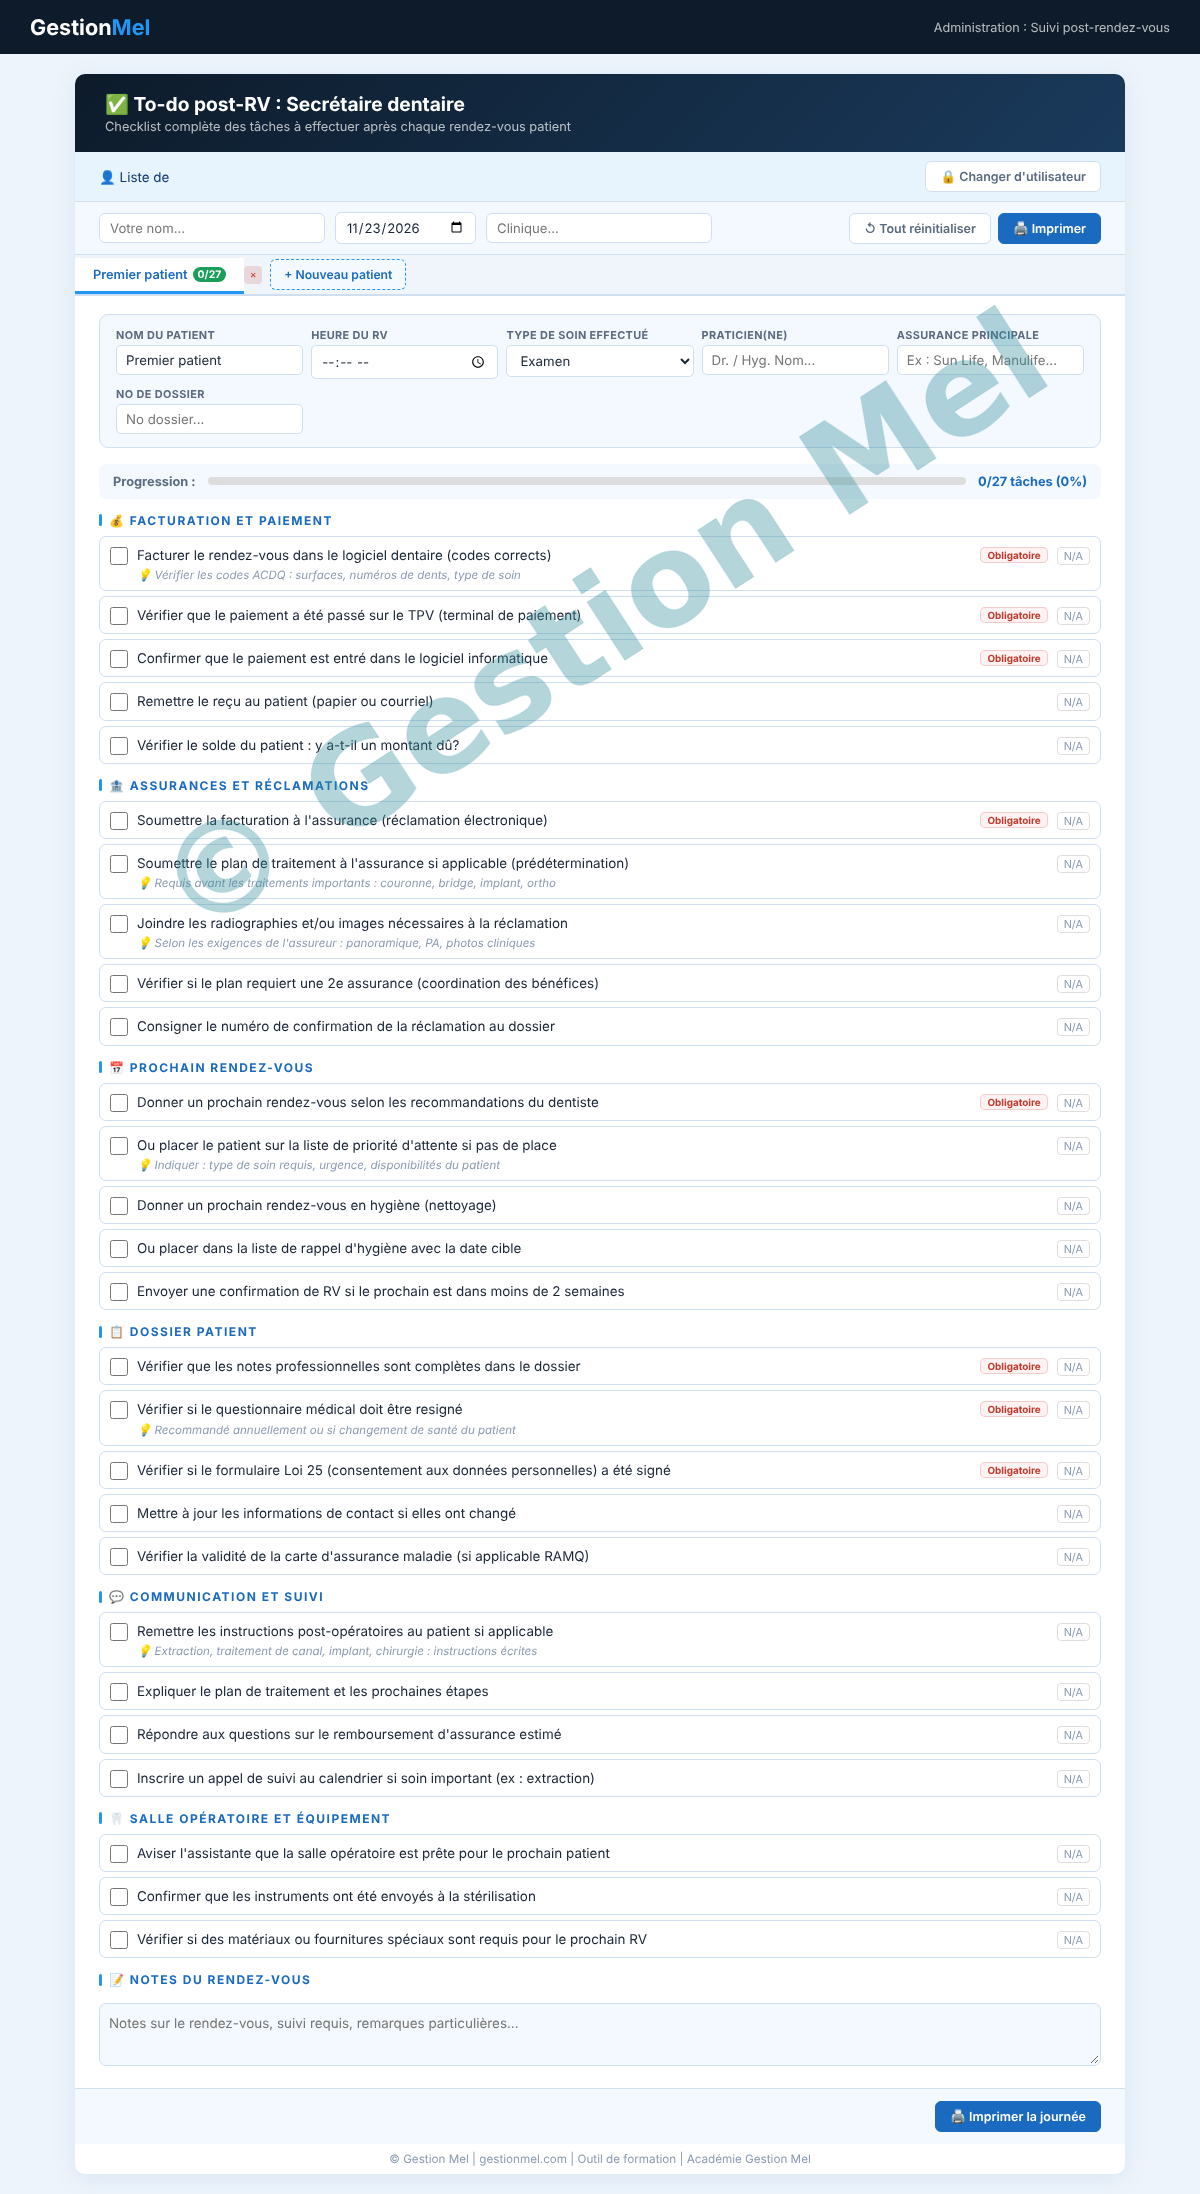 GestionMel
Administration : Suivi post-rendez-vous
✅ To-do post-RV : Secrétaire dentaire
Checklist complète des tâches à effectuer après chaque rendez-vous patient
👤 Liste de
🔒 Changer d'utilisateur
Votre nom...
11/23/2026
Clinique...
↺ Tout réinitialiser
🖨️ Imprimer
Premier patient 0/27
×
+ Nouveau patient
NOM DU PATIENT
Premier patient
HEURE DU RV
--:-- --
TYPE DE SOIN EFFECTUÉ
Examen
PRATICIEN(NE)
Dr. / Hyg. Nom...
ASSURANCE PRINCIPALE
Ex : Sun Life, Manulife...
NO DE DOSSIER
No dossier...
Progression :
0/27 tâches (0%)
💰 FACTURATION ET PAIEMENT
Facturer le rendez-vous dans le logiciel dentaire (codes corrects)
Obligatoire
N/A
💡 Vérifier les codes ACDQ : surfaces, numéros de dents, type de soin
Vérifier que le paiement a été passé sur le TPV (terminal de paiement)
Obligatoire
N/A
Confirmer que le paiement est entré dans le logiciel informatique
Obligatoire
N/A
Remettre le reçu au patient (papier ou courriel)
N/A
Vérifier le solde du patient : y a-t-il un montant dû?
N/A
🏦 ASSURANCES ET RÉCLAMATIONS
Soumettre la facturation à l'assurance (réclamation électronique)
Obligatoire
N/A
Soumettre le plan de traitement à l'assurance si applicable (prédétermination)
N/A
💡 Requis avant les traitements importants : couronne, bridge, implant, ortho
Joindre les radiographies et/ou images nécessaires à la réclamation
N/A
💡 Selon les exigences de l'assureur : panoramique, PA, photos cliniques
Vérifier si le plan requiert une 2e assurance (coordination des bénéfices)
N/A
Consigner le numéro de confirmation de la réclamation au dossier
N/A
📅 PROCHAIN RENDEZ-VOUS
Donner un prochain rendez-vous selon les recommandations du dentiste
Obligatoire
N/A
Ou placer le patient sur la liste de priorité d'attente si pas de place
N/A
💡 Indiquer : type de soin requis, urgence, disponibilités du patient
Donner un prochain rendez-vous en hygiène (nettoyage)
N/A
Ou placer dans la liste de rappel d'hygiène avec la date cible
N/A
Envoyer une confirmation de RV si le prochain est dans moins de 2 semaines
N/A
📋 DOSSIER PATIENT
Vérifier que les notes professionnelles sont complètes dans le dossier
Obligatoire
N/A
Vérifier si le questionnaire médical doit être resigné
Obligatoire
N/A
💡 Recommandé annuellement ou si changement de santé du patient
Vérifier si le formulaire Loi 25 (consentement aux données personnelles) a été signé
Obligatoire
N/A
Mettre à jour les informations de contact si elles ont changé
N/A
Vérifier la validité de la carte d'assurance maladie (si applicable RAMQ)
N/A
💬 COMMUNICATION ET SUIVI
Remettre les instructions post-opératoires au patient si applicable
N/A
💡 Extraction, traitement de canal, implant, chirurgie : instructions écrites
Expliquer le plan de traitement et les prochaines étapes
N/A
Répondre aux questions sur le remboursement d'assurance estimé
N/A
Inscrire un appel de suivi au calendrier si soin important (ex : extraction)
N/A
🦷 SALLE OPÉRATOIRE ET ÉQUIPEMENT
Aviser l'assistante que la salle opératoire est prête pour le prochain patient
N/A
Confirmer que les instruments ont été envoyés à la stérilisation
N/A
Vérifier si des matériaux ou fournitures spéciaux sont requis pour le prochain RV
N/A
📝 NOTES DU RENDEZ-VOUS
Notes sur le rendez-vous, suivi requis, remarques particulières...
🖨️ Imprimer la journée
© Gestion Mel | gestionmel.com | Outil de formation | Académie Gestion Mel
© Gestion Mel